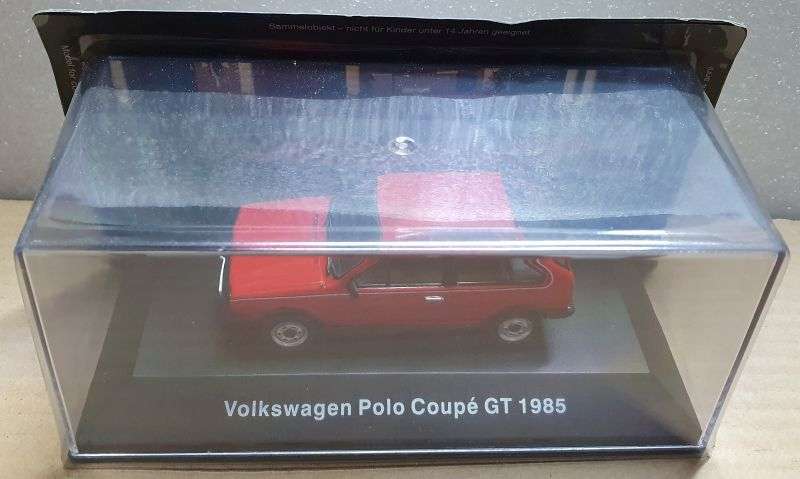 Sammelobjekt – nicht für Kinder unter 14 Jahren geeignet
Volkswagen Polo Coupé GT 1985